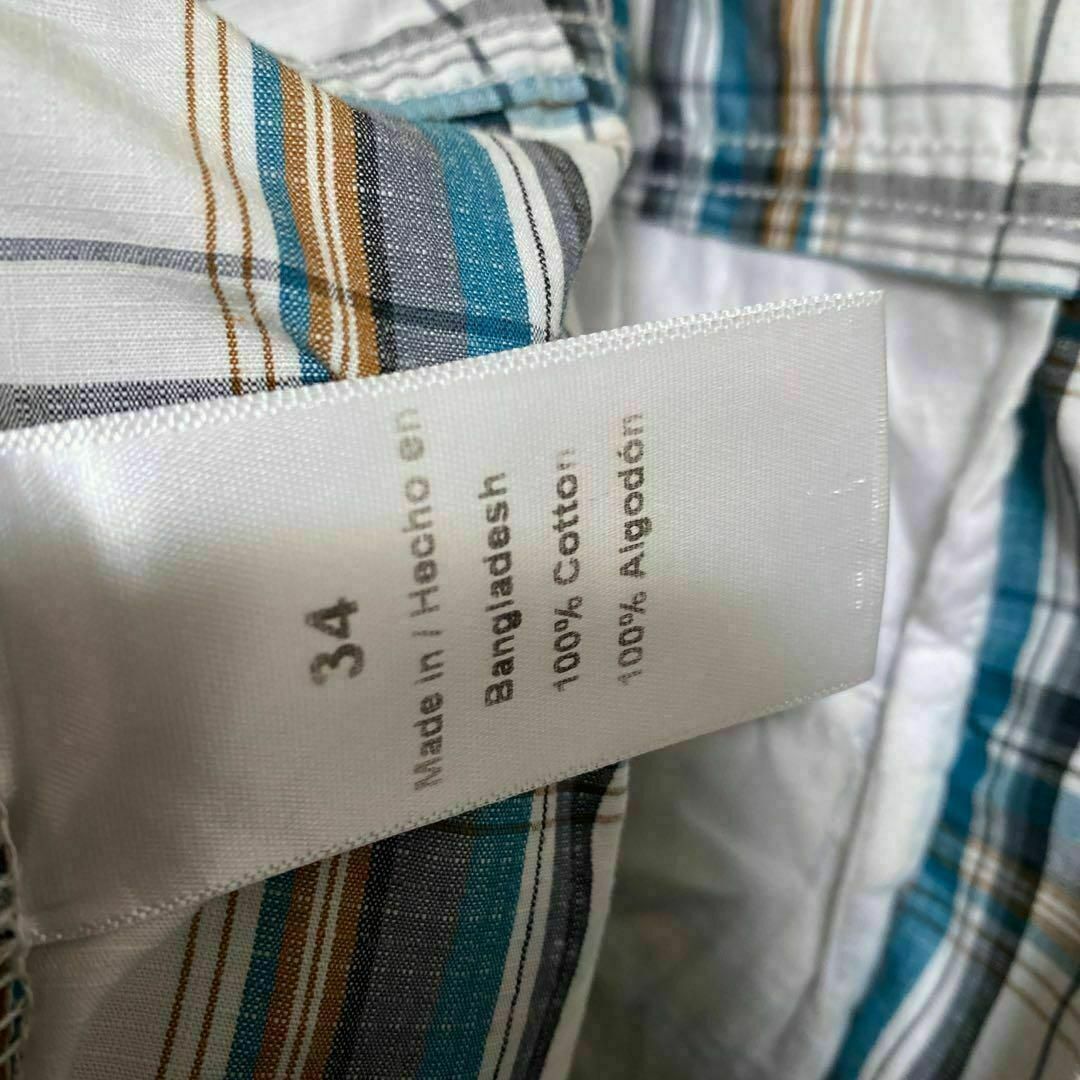 34
Made in / Hecho en
Bangladesh
100% Cotton
100% Algodón